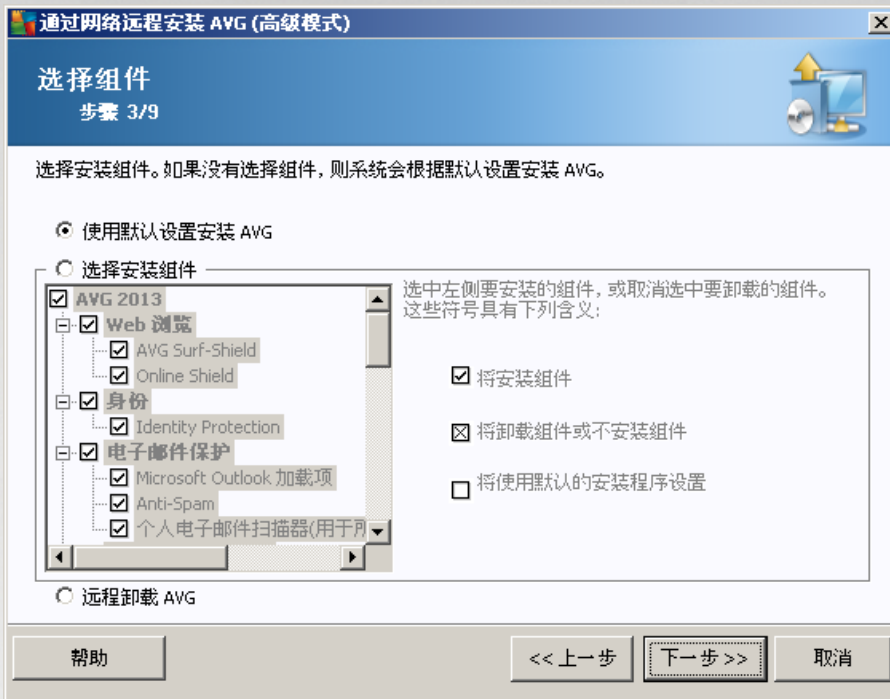 通过网络远程安装 AVG (高级模式)
选择组件
步骤 3/9
选择安装组件。如果没有选择组件, 则系统会根据默认设置安装 AVG。
使用默认设置安装 AVG
选择安装组件
AVG 2013
Web 浏览
AVG Surf-Shield
Online Shield
身份
Identity Protection
电子邮件保护
Microsoft Outlook 加载项
Anti-Spam
个人电子邮件扫描器(用于
选中左侧要安装的组件, 或取消选中要卸载的组件。
这些符号具有下列含义:
将安装组件
将卸载组件或不安装组件
将使用默认的安装程序设置
远程卸载 AVG
帮助
<< 上一步
下一步 >>
取消